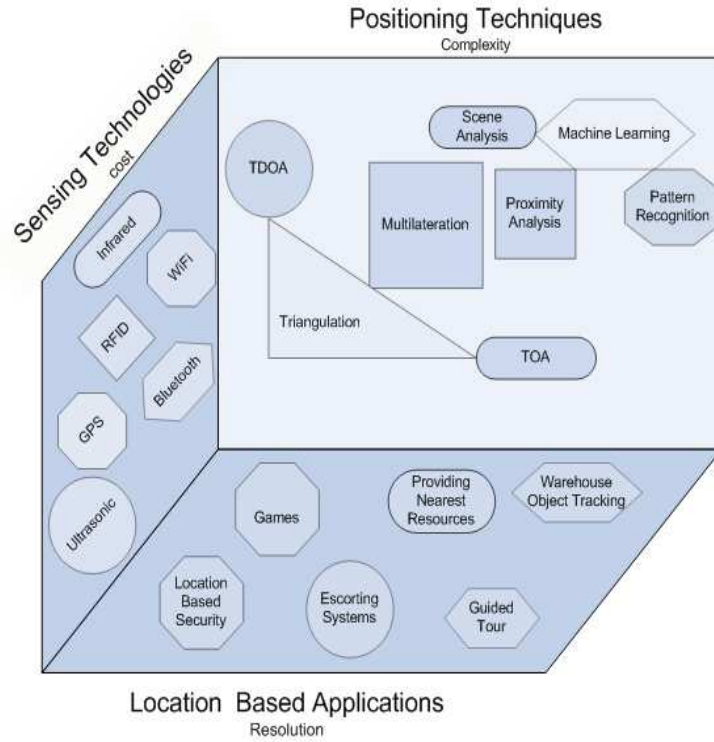 Positioning Techniques
Complexity
Sensing Technologies
cost
Scene
Analysis
Machine Learning
TDOA
Multilateration
Proximity
Analysis
Pattern
Recognition
Triangulation
TOA
Infrared
WiFi
RFID
Bluetooth
GPS
Ultrasonic
Games
Providing
Nearest
Resources
Warehouse
Object Tracking
Location
Based
Security
Escorting
Systems
Guided
Tour
Location Based Applications
Resolution